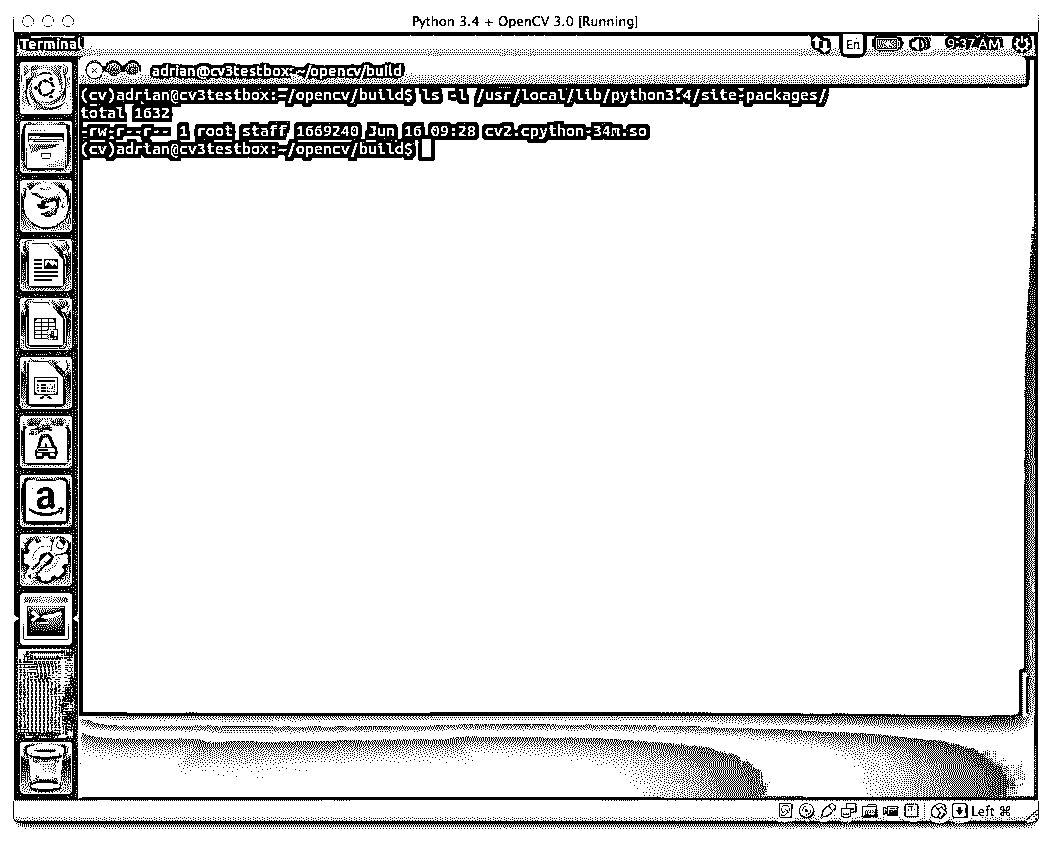 Python 3.4 + OpenCV 3.0 [Running]
Terminal
En
9:37 AM
adrian@cv3testbox:~/opencv/build
(cv)adrian@cv3testbox:~/opencv/build$ ls -l /usr/local/lib/python3.4/site-packages/
total 1632
-rw-r--r-- 1 root staff 1669240 Jun 16 09:28 cv2.cpython-34m.so
(cv)adrian@cv3testbox:~/opencv/build$
a
Left ⌘